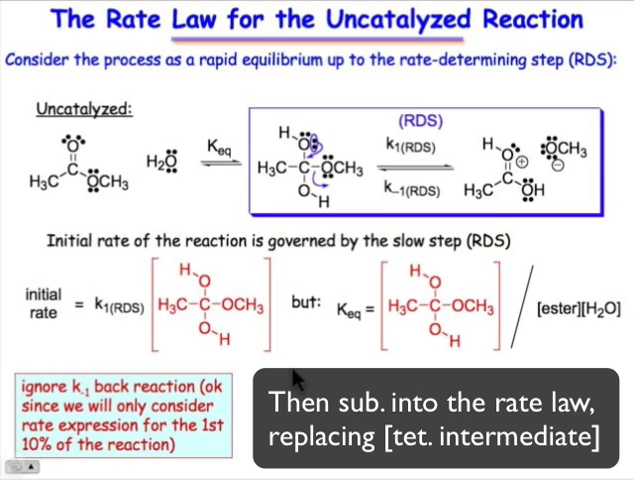 The Rate Law for the Uncatalyzed Reaction
Consider the process as a rapid equilibrium up to the rate-determining step (RDS):
Uncatalyzed:
O
C
H₃C OCH₃
H₂O
Keq
H O
H₃C–C–OCH₃
O H
(RDS)
k1(RDS)
k–1(RDS)
H O ⊕
C
H₃C OH
OCH₃
⊖
Initial rate of the reaction is governed by the slow step (RDS)
initial rate = k1(RDS) [H O H₃C–C–OCH₃ O H] but: Keq = [H O H₃C–C–OCH₃ O H] / [ester][H₂O]
ignore k-1 back reaction (ok
since we will only consider
rate expression for the 1st
10% of the reaction)
Then sub. into the rate law,
replacing [tet. intermediate]